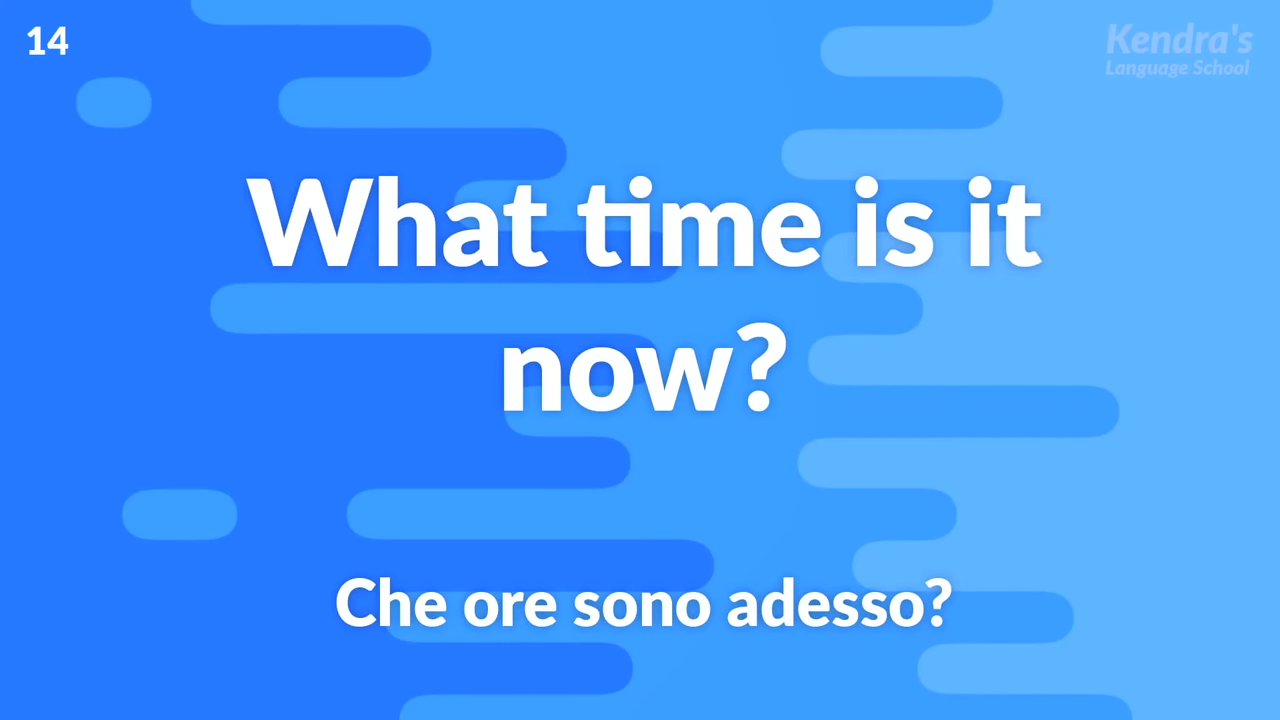 14
Kendra's
Language School
What time is it
now?
Che ore sono adesso?